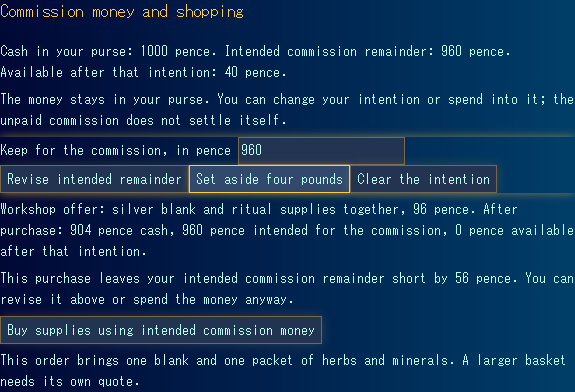 Commission money and shopping
Cash in your purse: 1000 pence. Intended commission remainder: 960 pence.
Available after that intention: 40 pence.
The money stays in your purse. You can change your intention or spend into it; the
unpaid commission does not settle itself.
Keep for the commission, in pence 960
Revise intended remainder Set aside four pounds Clear the intention
Workshop offer: silver blank and ritual supplies together, 96 pence. After
purchase: 904 pence cash, 960 pence intended for the commission, 0 pence available
after that intention.
This purchase leaves your intended commission remainder short by 56 pence. You can
revise it above or spend the money anyway.
Buy supplies using intended commission money
This order brings one blank and one packet of herbs and minerals. A larger basket
needs its own quote.